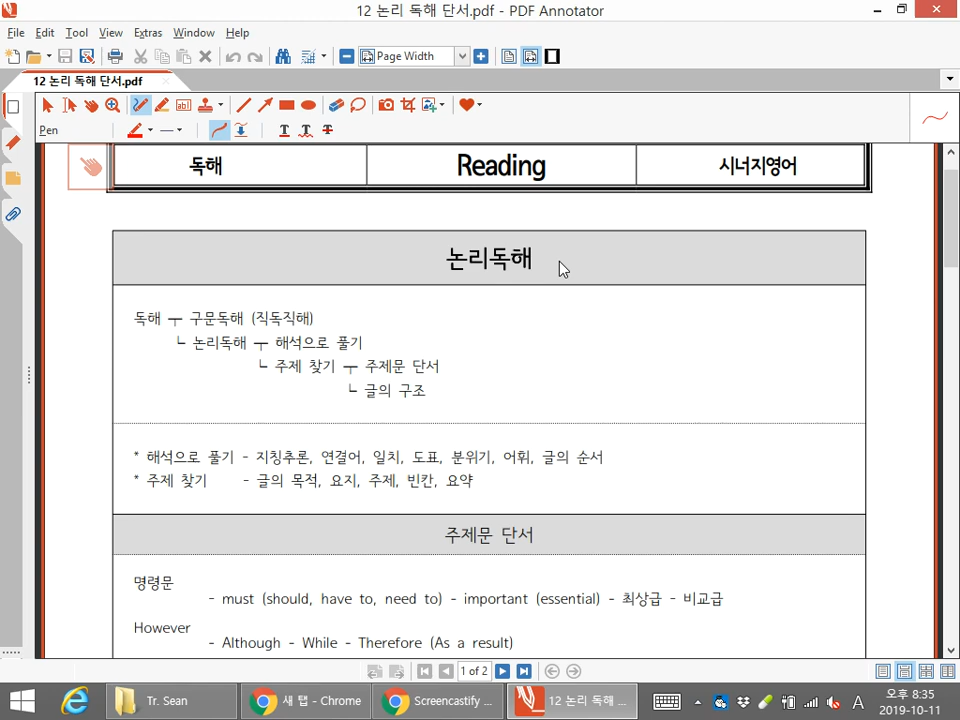 12 논리 독해 단서.pdf - PDF Annotator
File Edit Tool View Extras Window Help
Page Width
12 논리 독해 단서.pdf
Pen
독해 Reading 시너지영어
논리독해
독해 ┬ 구문독해 (직독직해)
└ 논리독해 ┬ 해석으로 풀기
└ 주제 찾기 ┬ 주제문 단서
└ 글의 구조
* 해석으로 풀기 - 지칭추론, 연결어, 일치, 도표, 분위기, 어휘, 글의 순서
* 주제 찾기 - 글의 목적, 요지, 주제, 빈칸, 요약
주제문 단서
명령문
- must (should, have to, need to) - important (essential) - 최상급 - 비교급
However
- Although - While - Therefore (As a result)
1 of 2
Tr. Sean 새 탭 - Chrome Screencastify ... 12 논리 독해 ... A 오후 8:35
2019-10-11